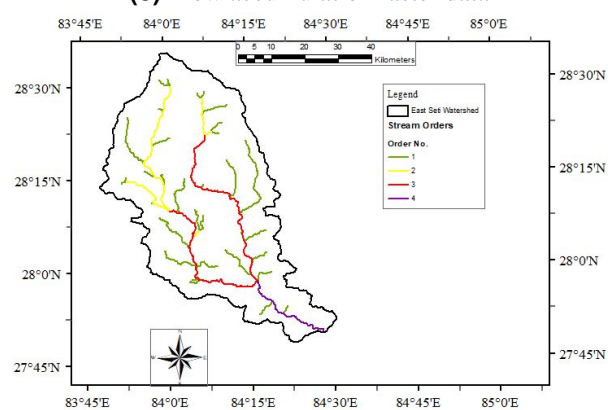 83°45'E 84°0'E 84°15'E 84°30'E 84°45'E 85°0'E
0 5 10 20 30 40
Kilometers
28°30'N 28°30'N
Legend
East Seti Watershed
Stream Orders
Order No.
1
2
3
4
28°15'N 28°15'N
28°0'N 28°0'N
N
W E
S
27°45'N 27°45'N
83°45'E 84°0'E 84°15'E 84°30'E 84°45'E 85°0'E